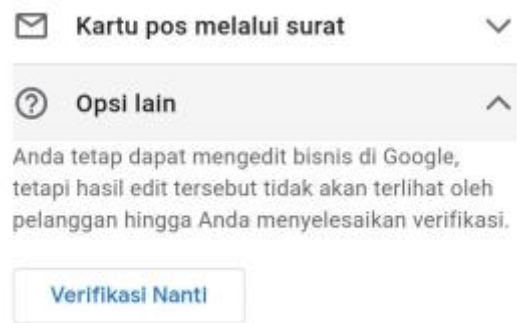 Kartu pos melalui surat
Opsi lain
Anda tetap dapat mengedit bisnis di Google,
tetapi hasil edit tersebut tidak akan terlihat oleh
pelanggan hingga Anda menyelesaikan verifikasi.
Verifikasi Nanti